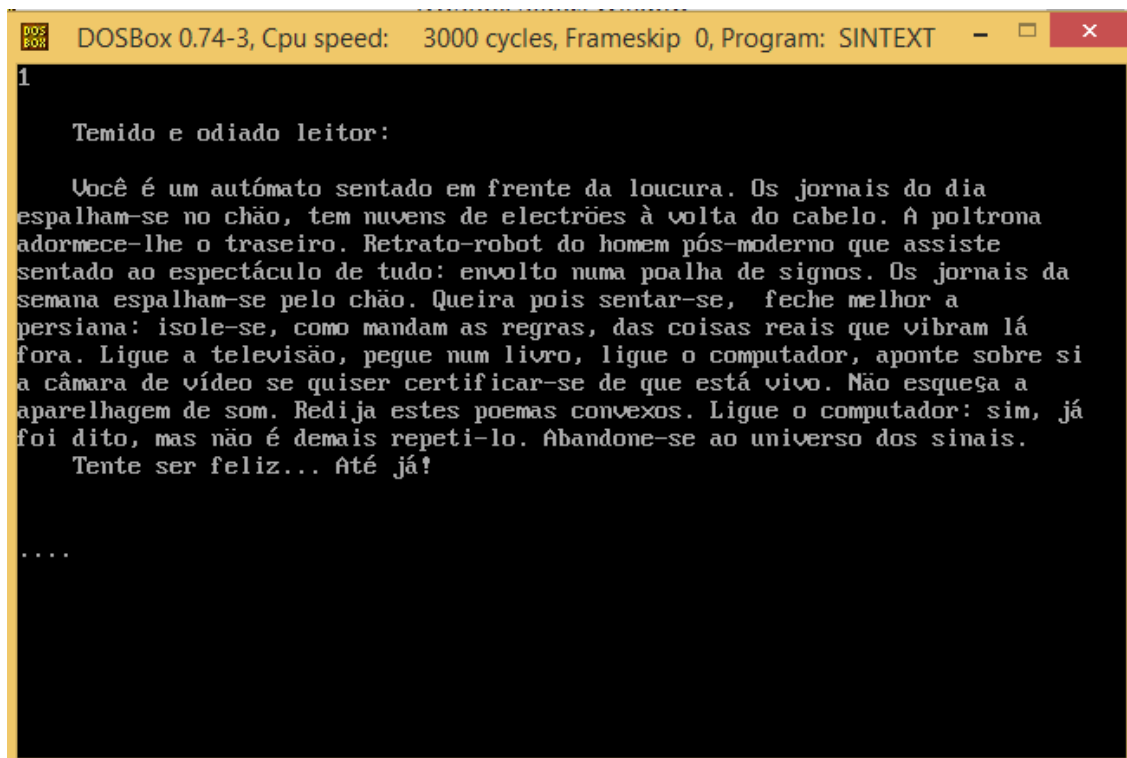 DOSBox 0.74-3, Cpu speed: 3000 cycles, Frameskip 0, Program: SINTEXT
1
Temido e odiado leitor:
Você é um autómato sentado em frente da loucura. Os jornais do dia
espalham-se no chão, tem nuvens de electrões à volta do cabelo. A poltrona
adormece-lhe o traseiro. Retrato-robot do homem pós-moderno que assiste
sentado ao espectáculo de tudo: envolto numa poalha de signos. Os jornais da
semana espalham-se pelo chão. Queira pois sentar-se,  feche melhor a
persiana: isole-se, como mandam as regras, das coisas reais que vibram lá
fora. Ligue a televisão, pegue num livro, ligue o computador, aponte sobre si
a câmara de vídeo se quiser certificar-se de que está vivo. Não esqueça a
aparelhagem de som. Redija estes poemas convexos. Ligue o computador: sim, já
foi dito, mas não é demais repeti-lo. Abandone-se ao universo dos sinais.
Tente ser feliz... Até já!
....